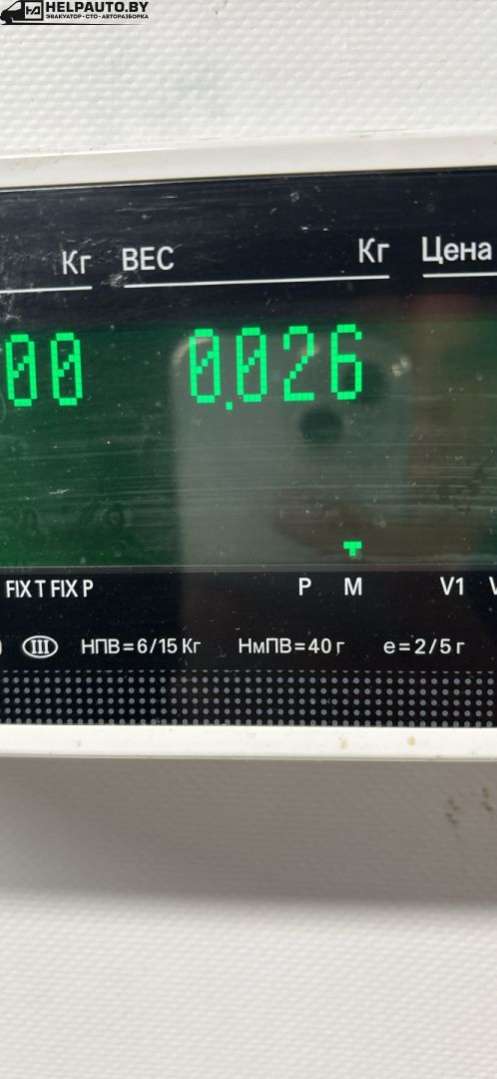 HELPAUTO.BY
ЭВАКУАТОР - СТО - АВТОРАЗБОРКА
Кг ВЕС Кг Цена
00 0.026
FIX T FIX P P M V1
III НПВ=6/15 Кг НмПВ=40 г e=2/5 г